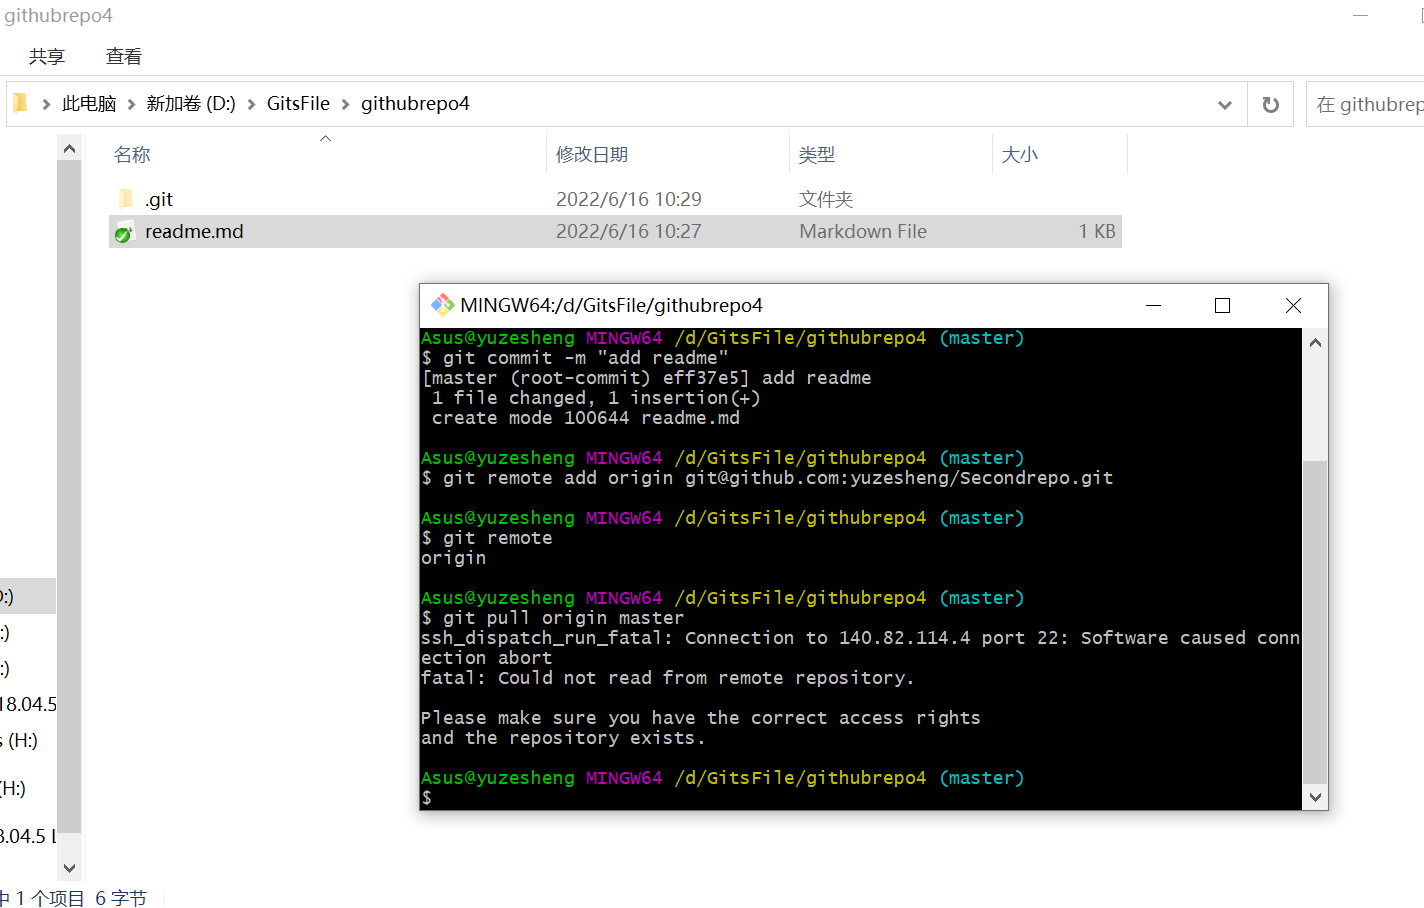 githubrepo4
共享 查看
此电脑 新加卷 (D:) GitsFile githubrepo4
在 githubrep
名称 修改日期 类型 大小
.git 2022/6/16 10:29 文件夹
readme.md 2022/6/16 10:27 Markdown File 1 KB
MINGW64:/d/GitsFile/githubrepo4
Asus@yuzesheng MINGW64 /d/GitsFile/githubrepo4 (master)
$ git commit -m "add readme"
[master (root-commit) eff37e5] add readme
1 file changed, 1 insertion(+)
create mode 100644 readme.md
Asus@yuzesheng MINGW64 /d/GitsFile/githubrepo4 (master)
$ git remote add origin git@github.com:yuzesheng/Secondrepo.git
Asus@yuzesheng MINGW64 /d/GitsFile/githubrepo4 (master)
$ git remote
origin
Asus@yuzesheng MINGW64 /d/GitsFile/githubrepo4 (master)
$ git pull origin master
ssh_dispatch_run_fatal: Connection to 140.82.114.4 port 22: Software caused conn
ection abort
fatal: Could not read from remote repository.
Please make sure you have the correct access rights
and the repository exists.
Asus@yuzesheng MINGW64 /d/GitsFile/githubrepo4 (master)
$
:)
:)
:)
18.04.5
(H:)
(H:)
.04.5 L
中 1 个项目 6 字节